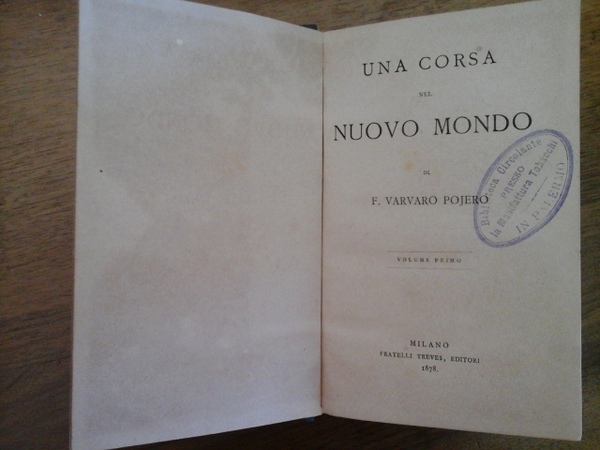 UNA CORSA
NEL
NUOVO MONDO
DI
F. VARVARO POJERO
VOLUME PRIMO
MILANO
FRATELLI TREVES, EDITORI
1878.
Biblioteca Circolante
PRESSO
la Manifattura Tabacchi
IN PALERMO